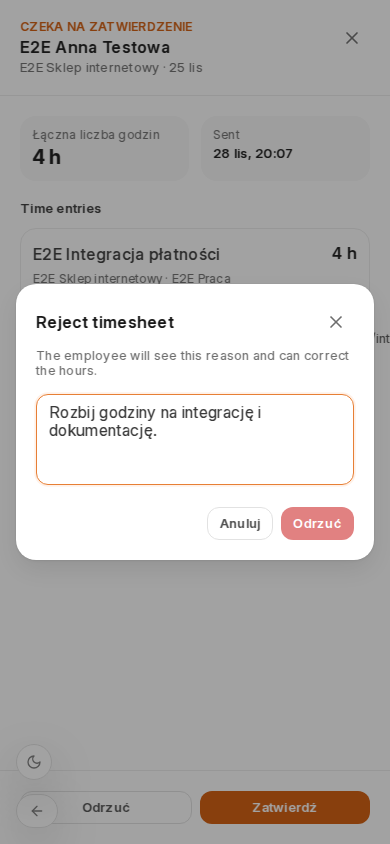 CZEKA NA ZATWIERDZENIE
E2E Anna Testowa
E2E Sklep internetowy · 25 lis
Łączna liczba godzin
4 h
Sent
28 lis, 20:07
Time entries
E2E Integracja płatności
4 h
E2E Sklep internetowy · E2E Praca
Reject timesheet
The employee will see this reason and can correct
the hours.
Rozbij godziny na integrację i
dokumentację.
Anuluj
Odrzuć
Odrzuć
Zatwierdź